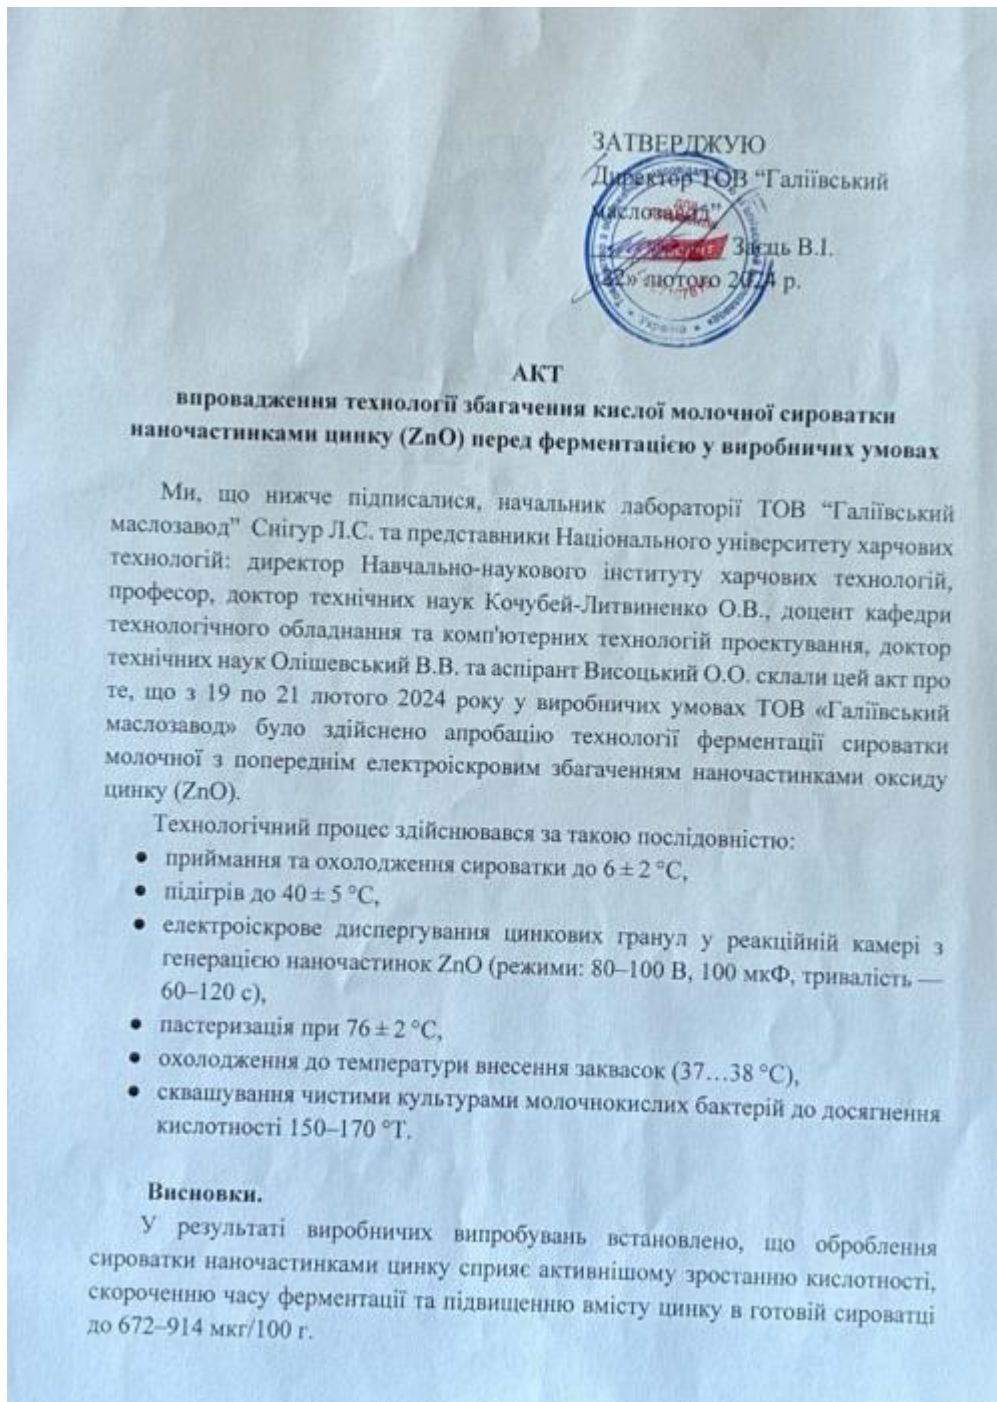 ЗАТВЕРДЖУЮ
Директор ТОВ “Галіївський
маслозавод”
Заєць В.І.
«22» лютого 2024 р.
Україна
АКТ
впровадження технології збагачення кислої молочної сироватки
наночастинками цинку (ZnO) перед ферментацією у виробничих умовах
Ми, що нижче підписалися, начальник лабораторії ТОВ “Галіївський
маслозавод” Снігур Л.С. та представники Національного університету харчових
технологій: директор Навчально-наукового інституту харчових технологій,
професор, доктор технічних наук Кочубей-Литвиненко О.В., доцент кафедри
технологічного обладнання та комп'ютерних технологій проектування, доктор
технічних наук Олішевський В.В. та аспірант Висоцький О.О. склали цей акт про
те, що з 19 по 21 лютого 2024 року у виробничих умовах ТОВ «Галіївський
маслозавод» було здійснено апробацію технології ферментації сироватки
молочної з попереднім електроіскровим збагаченням наночастинками оксиду
цинку (ZnO).
Технологічний процес здійснювався за такою послідовністю:
● приймання та охолодження сироватки до 6 ± 2 °C,
● підігрів до 40 ± 5 °C,
● електроіскрове диспергування цинкових гранул у реакційній камері з
генерацією наночастинок ZnO (режими: 80–100 В, 100 мкФ, тривалість —
60–120 с),
● пастеризація при 76 ± 2 °C,
● охолодження до температури внесення заквасок (37…38 °C),
● сквашування чистими культурами молочнокислих бактерій до досягнення
кислотності 150–170 °Т.
Висновки.
У результаті виробничих випробувань встановлено, що оброблення
сироватки наночастинками цинку сприяє активнішому зростанню кислотності,
скороченню часу ферментації та підвищенню вмісту цинку в готовій сироватці
до 672–914 мкг/100 г.